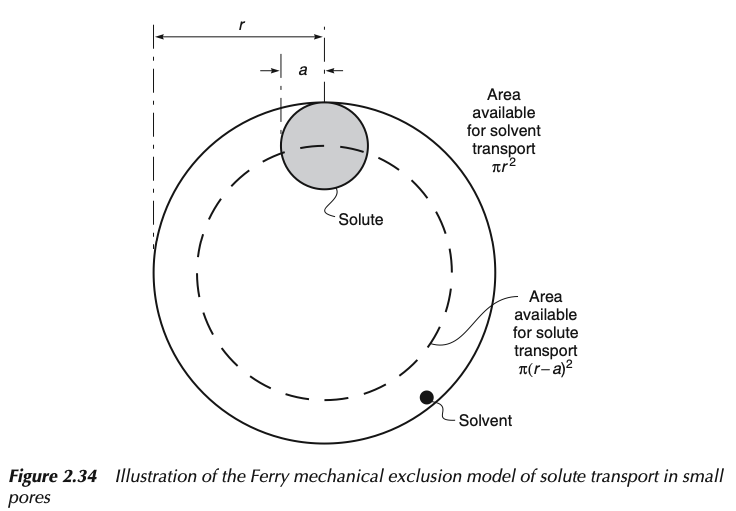 r
a
Area
available
for solvent
transport
πr²
Solute
Area
available
for solute
transport
π(r−a)²
Solvent
Figure 2.34 Illustration of the Ferry mechanical exclusion model of solute transport in small
pores